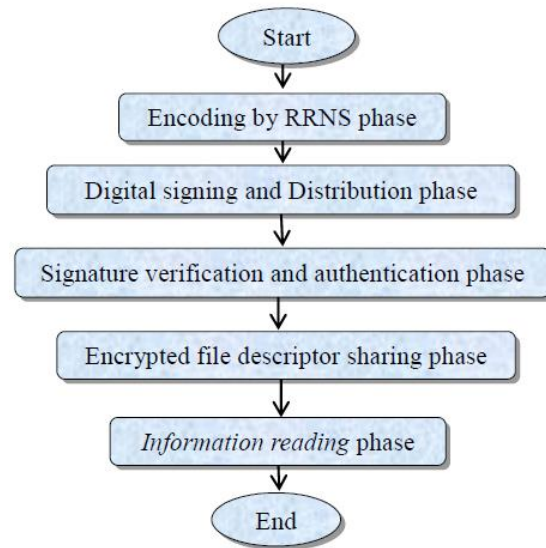 Start
Encoding by RRNS phase
Digital signing and Distribution phase
Signature verification and authentication phase
Encrypted file descriptor sharing phase
Information reading phase
End